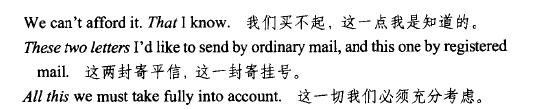 We can't afford it. That I know. 我们买不起，这一点我是知道的。
These two letters I'd like to send by ordinary mail, and this one by registered
mail. 这两封寄平信，这一封寄挂号。
All this we must take fully into account. 这一切我们必须充分考虑。